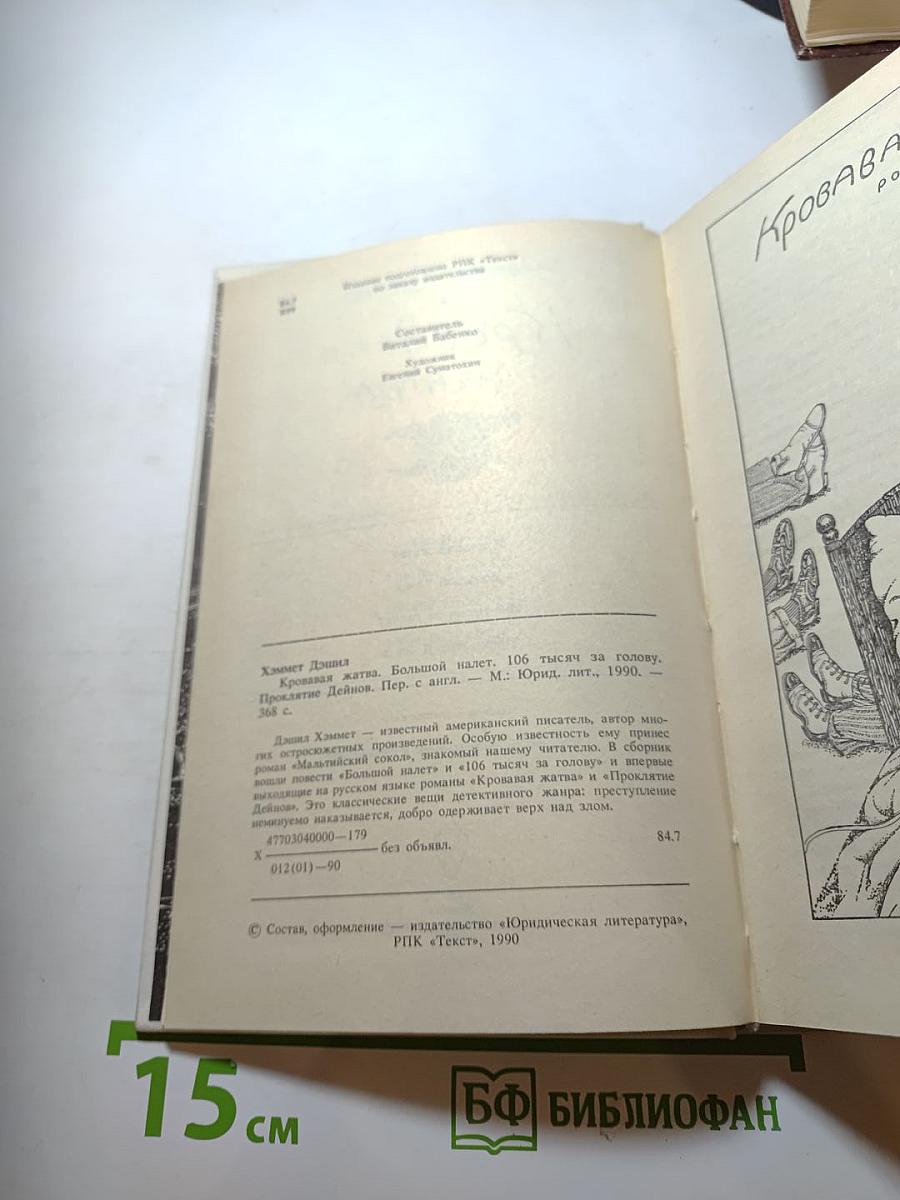 Издание подготовлено РПК «Текст»
по заказу издательства
84.7
Составитель
Виталий Бабенко
Художник
Евгений Суматохин
Хэммет Дэшил
Кровавая жатва. Большой налет. 106 тысяч за голову.
Проклятие Дейнов. Пер. с англ. — М.: Юрид. лит., 1990. —
368 с.
Дэшил Хэммет — известный американский писатель, автор мно-
гих остросюжетных произведений. Особую известность ему принес
роман «Мальтийский сокол», знакомый нашему читателю. В сборник
вошли повести «Большой налет» и «106 тысяч за голову» и впервые
выходящие на русском языке романы «Кровавая жатва» и «Проклятие
Дейнов». Это классические вещи детективного жанра: преступление
неминуемо наказывается, добро одерживает верх над злом.
47703040000—179
X без объявл. 84.7
012(01)—90
© Состав, оформление — издательство «Юридическая литература»,
РПК «Текст», 1990
Кровава
ро
15 см
БФ БИБЛИОФАН